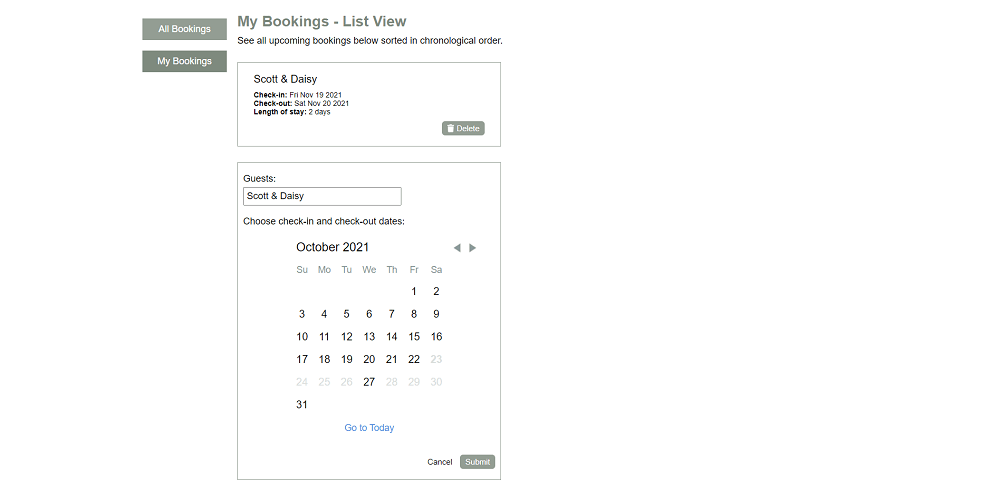 All Bookings
My Bookings
My Bookings - List View
See all upcoming bookings below sorted in chronological order.
Scott & Daisy
Check-in: Fri Nov 19 2021
Check-out: Sat Nov 20 2021
Length of stay: 2 days
Delete
Guests:
Scott & Daisy
Choose check-in and check-out dates:
October 2021
Su Mo Tu We Th Fr Sa
1 2
3 4 5 6 7 8 9
10 11 12 13 14 15 16
17 18 19 20 21 22 23
24 25 26 27 28 29 30
31
Go to Today
Cancel Submit